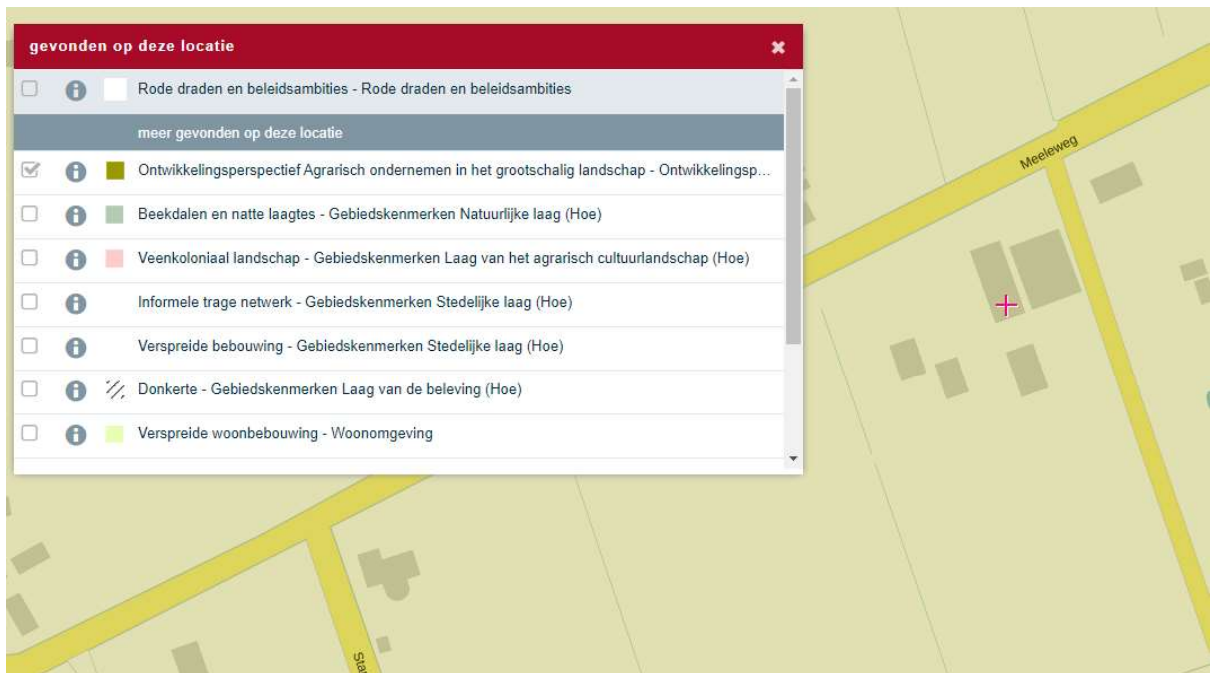 gevonden op deze locatie
Rode draden en beleidsambities - Rode draden en beleidsambities
meer gevonden op deze locatie
Ontwikkelingsperspectief Agrarisch ondernemen in het grootschalig landschap - Ontwikkelingsp...
Beekdalen en natte laagtes - Gebiedskenmerken Natuurlijke laag (Hoe)
Veenkoloniaal landschap - Gebiedskenmerken Laag van het agrarisch cultuurlandschap (Hoe)
Informele trage netwerk - Gebiedskenmerken Stedelijke laag (Hoe)
Verspreide bebouwing - Gebiedskenmerken Stedelijke laag (Hoe)
Donkerte - Gebiedskenmerken Laag van de beleving (Hoe)
Verspreide woonbebouwing - Woonomgeving
Meeleweg